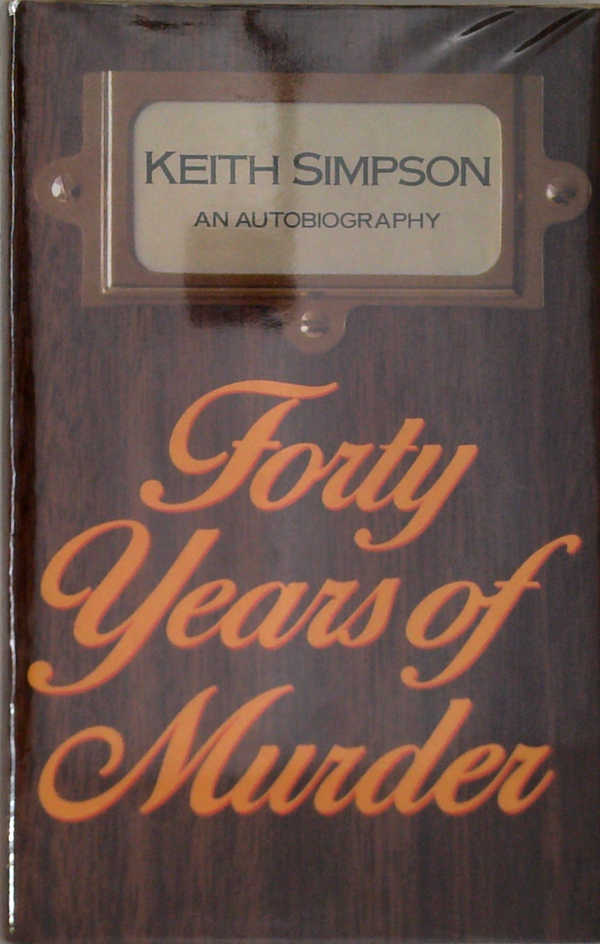 KEITH SIMPSON
AN AUTOBIOGRAPHY
Forty
Years of
Murder